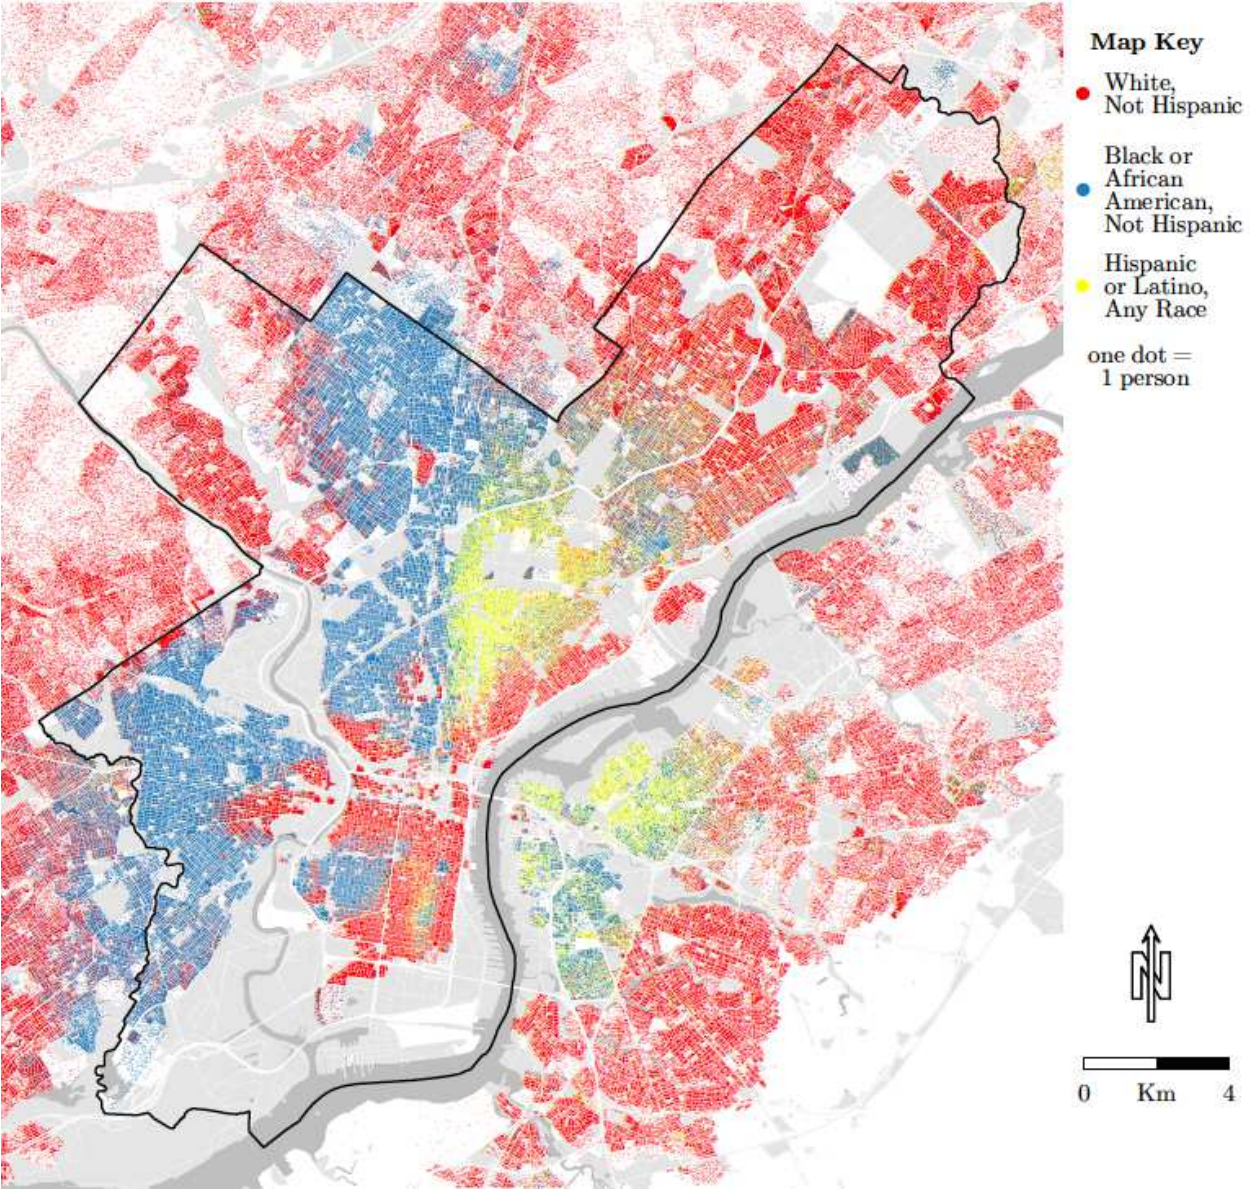 Map Key
White,
Not Hispanic
Black or
African
American,
Not Hispanic
Hispanic
or Latino,
Any Race
one dot =
1 person
N
0 Km 4